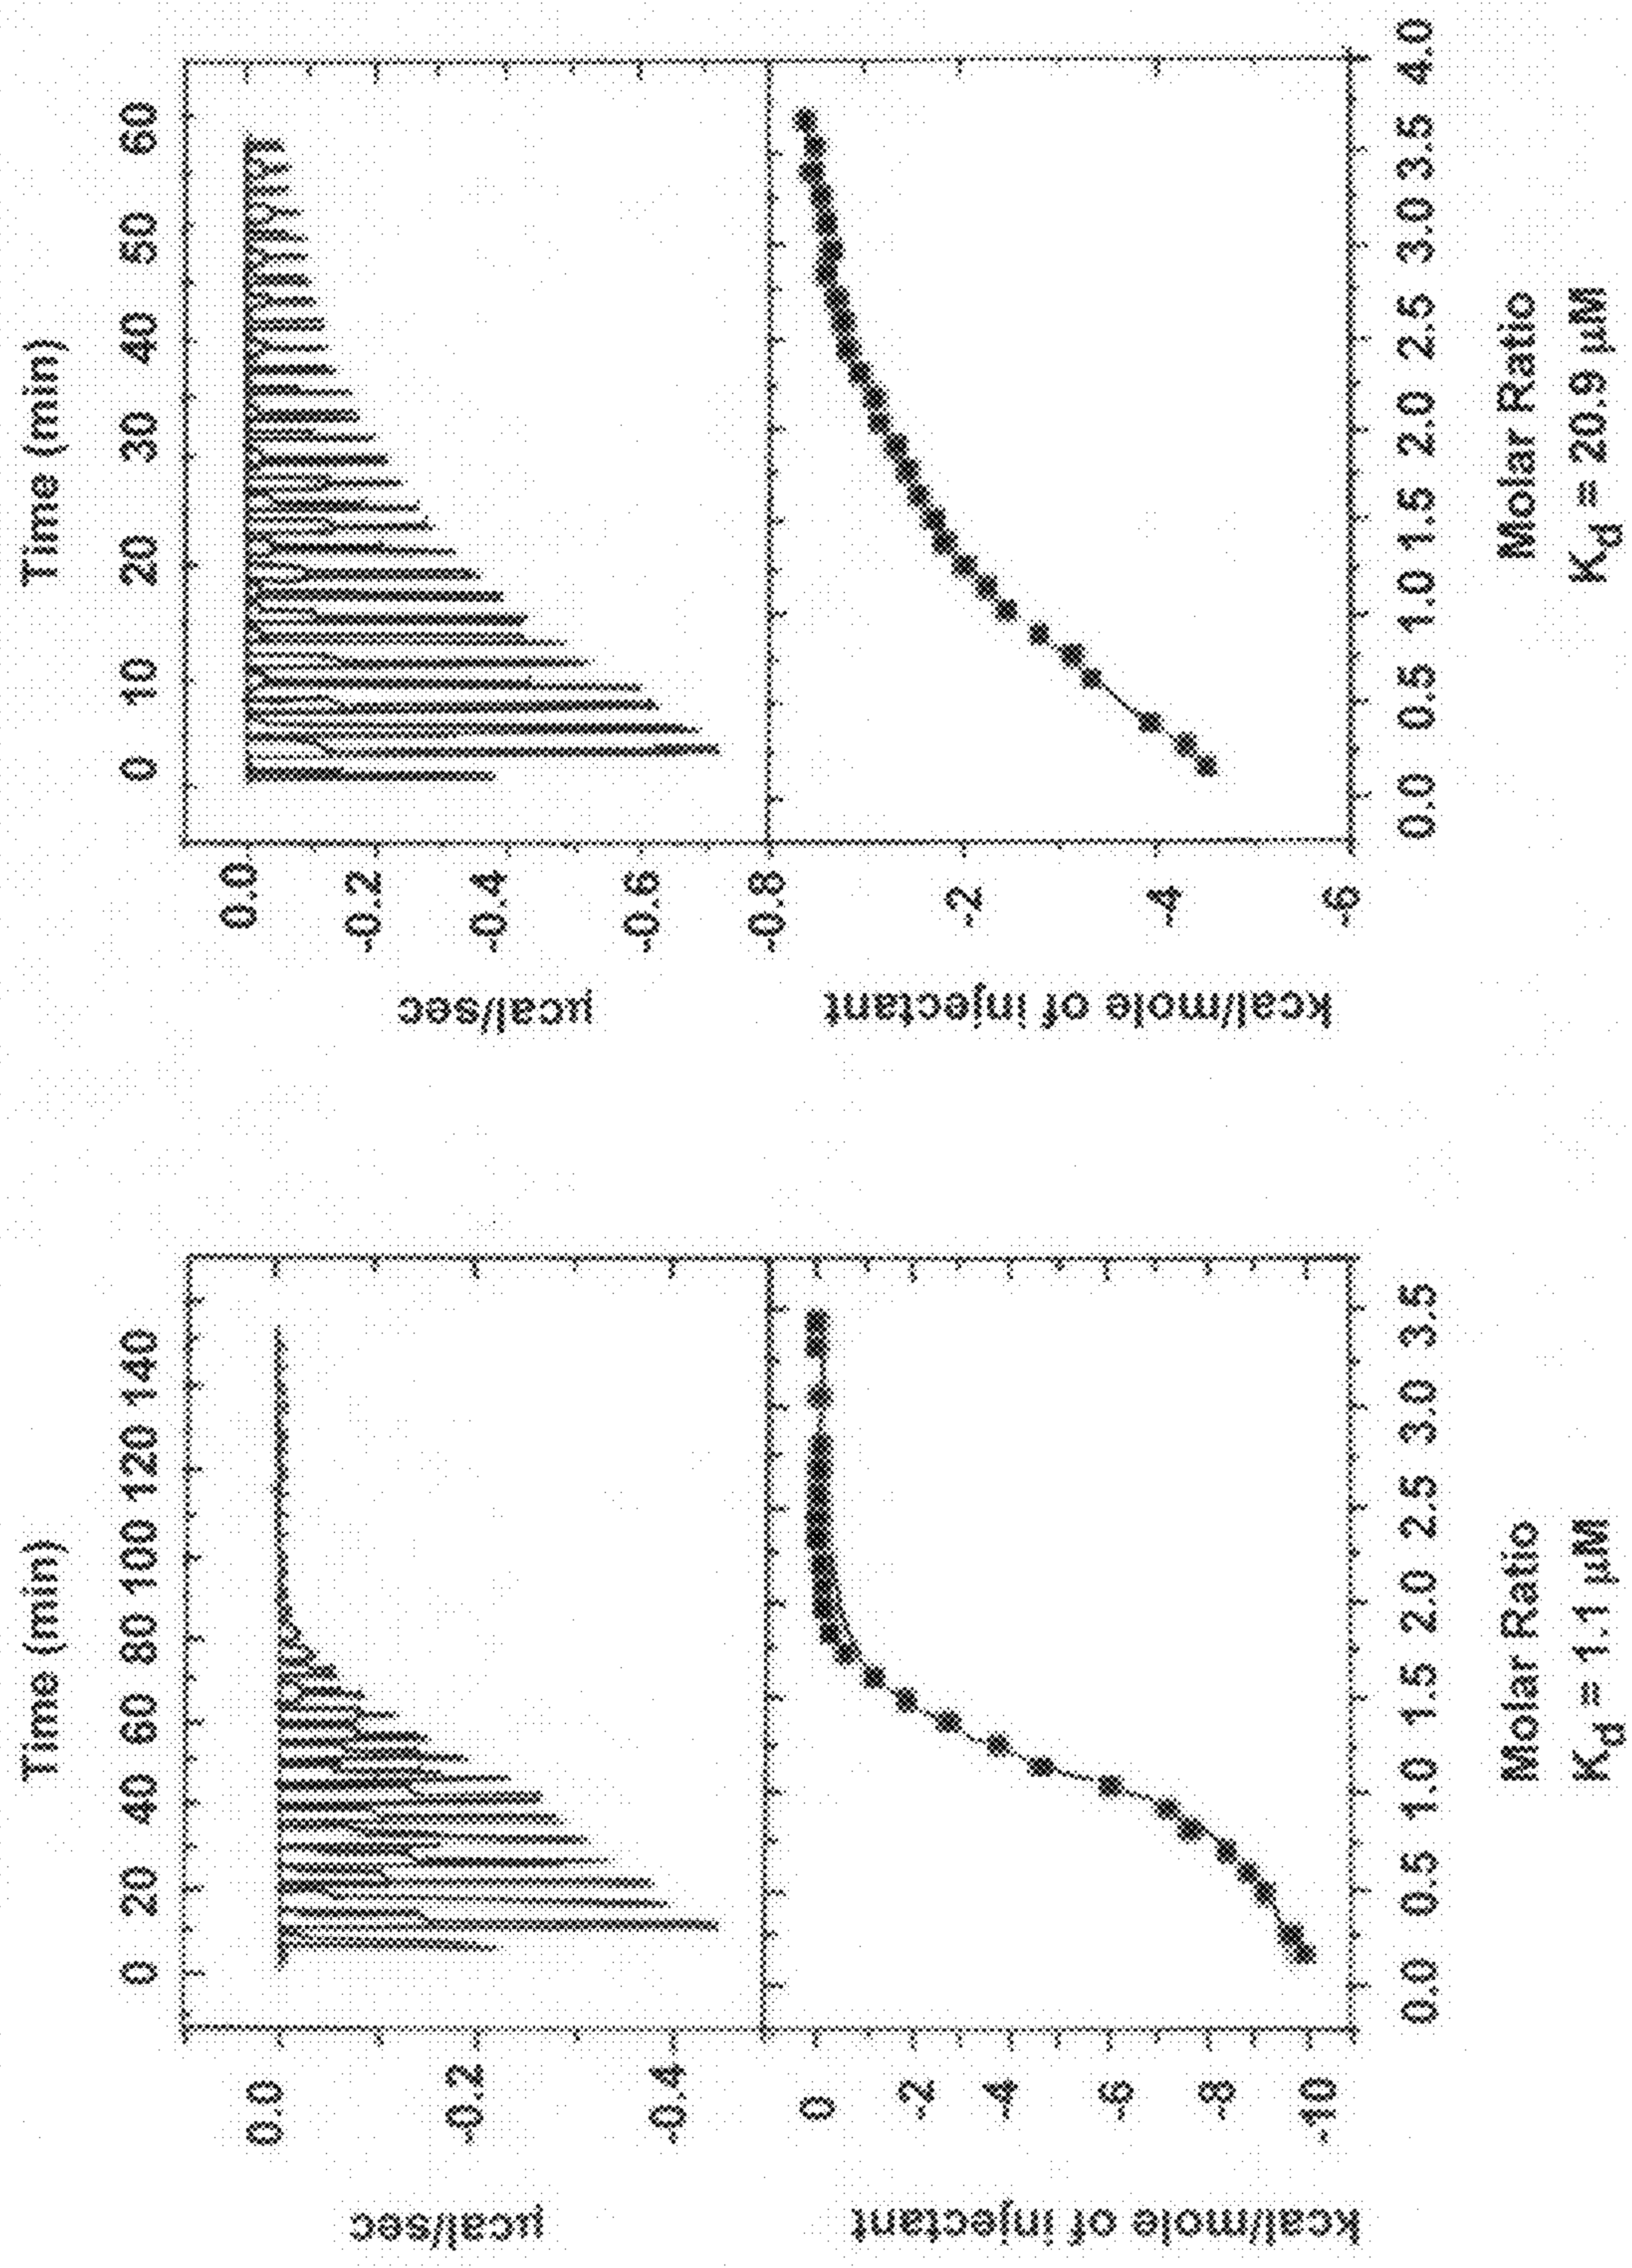 Time (min)
0 20 40 60 80 100 120 140
0.0
-0.2
-0.4
µcal/sec
0
-2
-4
-6
-8
-10
kcal/mole of injectant
0.0 0.5 1.0 1.5 2.0 2.5 3.0 3.5
Molar Ratio
Kd = 1.1 µM
Time (min)
0 10 20 30 40 50 60
0.0
-0.2
-0.4
-0.6
-0.8
µcal/sec
-2
-4
-6
kcal/mole of injectant
0.0 0.5 1.0 1.5 2.0 2.5 3.0 3.5 4.0
Molar Ratio
Kd = 20.9 µM